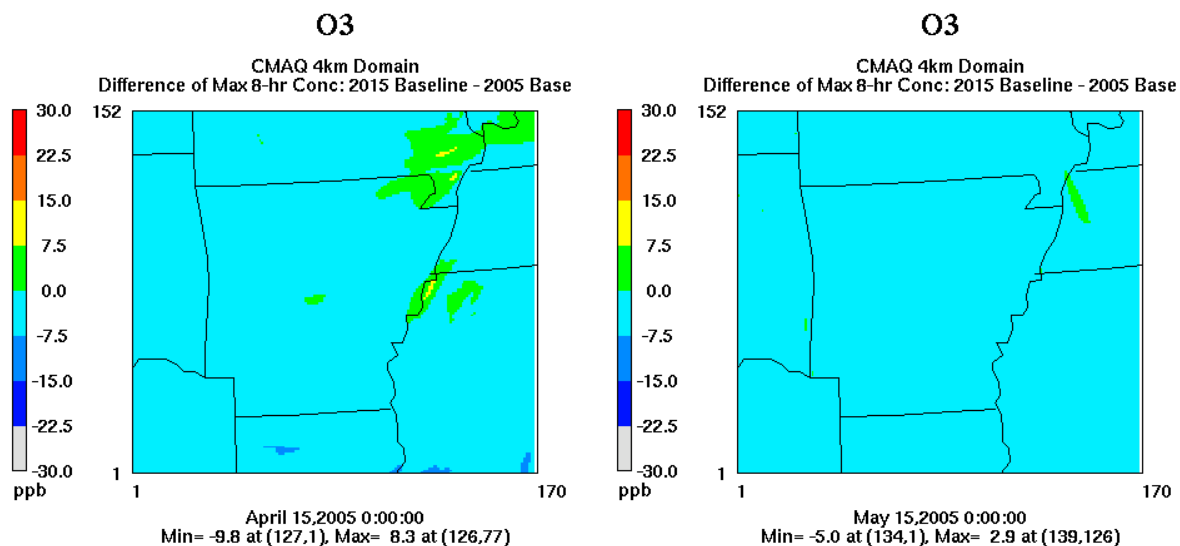 O3
CMAQ 4km Domain
Difference of Max 8-hr Conc: 2015 Baseline - 2005 Base
30.0
22.5
15.0
7.5
0.0
-7.5
-15.0
-22.5
-30.0
ppb
152
1
1
170
April 15,2005 0:00:00
Min= -9.8 at (127,1), Max= 8.3 at (126,77)
O3
CMAQ 4km Domain
Difference of Max 8-hr Conc: 2015 Baseline - 2005 Base
30.0
22.5
15.0
7.5
0.0
-7.5
-15.0
-22.5
-30.0
ppb
152
1
1
170
May 15,2005 0:00:00
Min= -5.0 at (134,1), Max= 2.9 at (139,126)